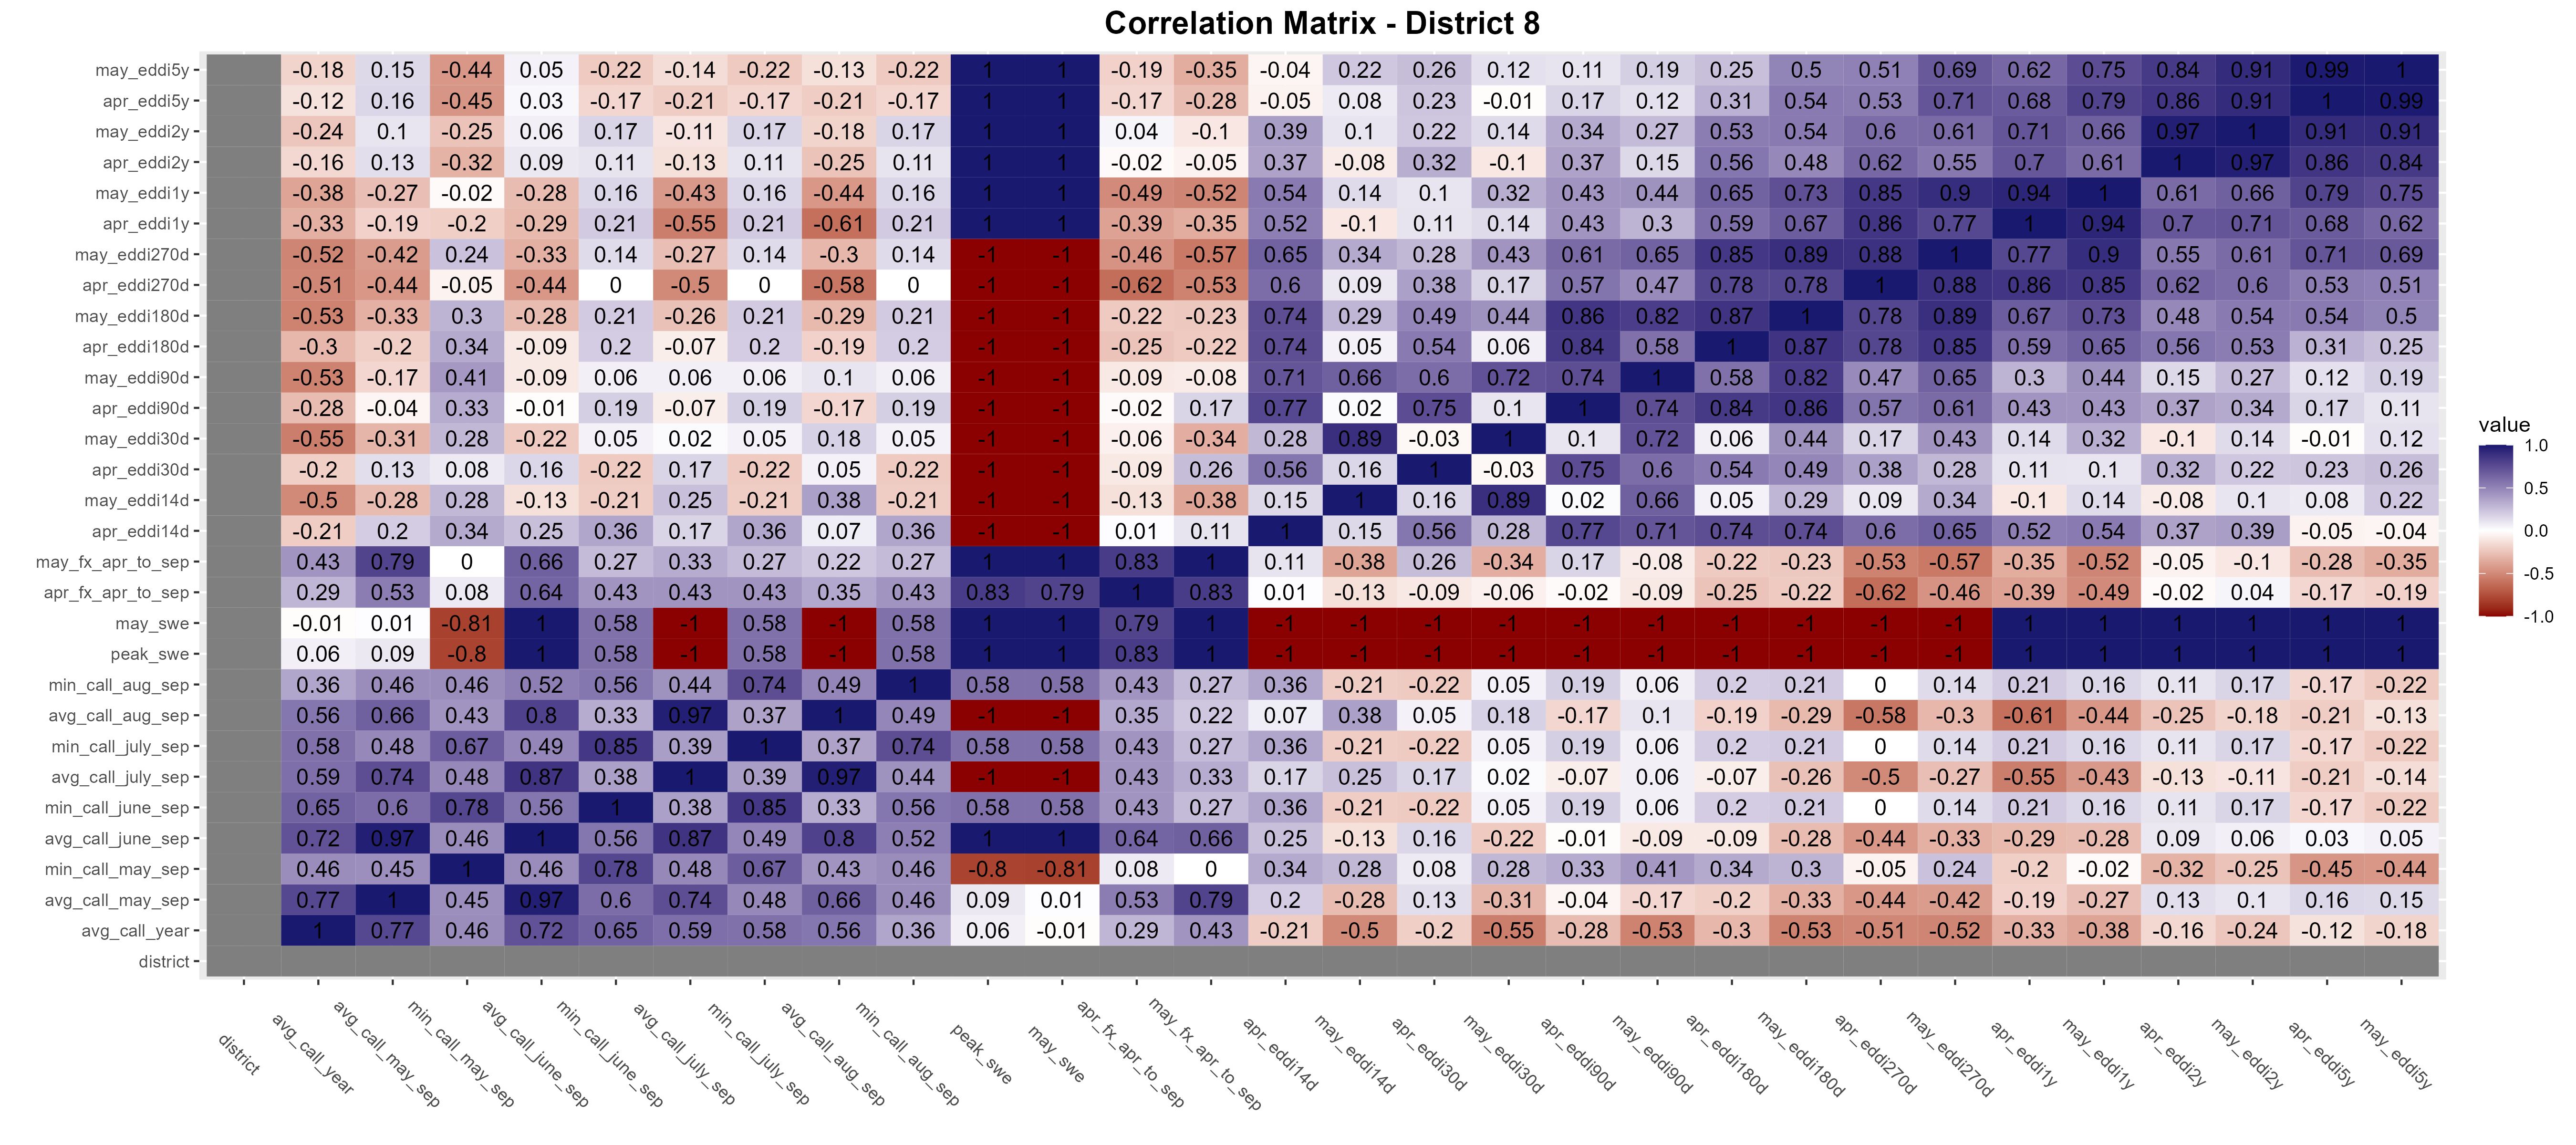 Correlation Matrix - District 8
may_eddi5y -0.18 0.15 -0.44 0.05 -0.22 -0.14 -0.22 -0.13 -0.22 1 1 -0.19 -0.35 -0.04 0.22 0.26 0.12 0.11 0.19 0.25 0.5 0.51 0.69 0.62 0.75 0.84 0.91 0.99 1
apr_eddi5y -0.12 0.16 -0.45 0.03 -0.17 -0.21 -0.17 -0.21 -0.17 1 1 -0.17 -0.28 -0.05 0.08 0.23 -0.01 0.17 0.12 0.31 0.54 0.53 0.71 0.68 0.79 0.86 0.91 1 0.99
may_eddi2y -0.24 0.1 -0.25 0.06 0.17 -0.11 0.17 -0.18 0.17 1 1 0.04 -0.1 0.39 0.1 0.22 0.14 0.34 0.27 0.53 0.54 0.6 0.61 0.71 0.66 0.97 1 0.91 0.91
apr_eddi2y -0.16 0.13 -0.32 0.09 0.11 -0.13 0.11 -0.25 0.11 1 1 -0.02 -0.05 0.37 -0.08 0.32 -0.1 0.37 0.15 0.56 0.48 0.62 0.55 0.7 0.61 1 0.97 0.86 0.84
may_eddi1y -0.38 -0.27 -0.02 -0.28 0.16 -0.43 0.16 -0.44 0.16 1 1 -0.49 -0.52 0.54 0.14 0.1 0.32 0.43 0.44 0.65 0.73 0.85 0.9 0.94 1 0.61 0.66 0.79 0.75
apr_eddi1y -0.33 -0.19 -0.2 -0.29 0.21 -0.55 0.21 -0.61 0.21 1 1 -0.39 -0.35 0.52 -0.1 0.11 0.14 0.43 0.3 0.59 0.67 0.86 0.77 1 0.94 0.7 0.71 0.68 0.62
may_eddi270d -0.52 -0.42 0.24 -0.33 0.14 -0.27 0.14 -0.3 0.14 -1 -1 -0.46 -0.57 0.65 0.34 0.28 0.43 0.61 0.65 0.85 0.89 0.88 1 0.77 0.9 0.55 0.61 0.71 0.69
apr_eddi270d -0.51 -0.44 -0.05 -0.44 0 -0.5 0 -0.58 0 -1 -1 -0.62 -0.53 0.6 0.09 0.38 0.17 0.57 0.47 0.78 0.78 1 0.88 0.86 0.85 0.62 0.6 0.53 0.51
may_eddi180d -0.53 -0.33 0.3 -0.28 0.21 -0.26 0.21 -0.29 0.21 -1 -1 -0.22 -0.23 0.74 0.29 0.49 0.44 0.86 0.82 0.87 1 0.78 0.89 0.67 0.73 0.48 0.54 0.54 0.5
apr_eddi180d -0.3 -0.2 0.34 -0.09 0.2 -0.07 0.2 -0.19 0.2 -1 -1 -0.25 -0.22 0.74 0.05 0.54 0.06 0.84 0.58 1 0.87 0.78 0.85 0.59 0.65 0.56 0.53 0.31 0.25
may_eddi90d -0.53 -0.17 0.41 -0.09 0.06 0.06 0.06 0.1 0.06 -1 -1 -0.09 -0.08 0.71 0.66 0.6 0.72 0.74 1 0.58 0.82 0.47 0.65 0.3 0.44 0.15 0.27 0.12 0.19
apr_eddi90d -0.28 -0.04 0.33 -0.01 0.19 -0.07 0.19 -0.17 0.19 -1 -1 -0.02 0.17 0.77 0.02 0.75 0.1 1 0.74 0.84 0.86 0.57 0.61 0.43 0.43 0.37 0.34 0.17 0.11
may_eddi30d -0.55 -0.31 0.28 -0.22 0.05 0.02 0.05 0.18 0.05 -1 -1 -0.06 -0.34 0.28 0.89 -0.03 1 0.1 0.72 0.06 0.44 0.17 0.43 0.14 0.32 -0.1 0.14 -0.01 0.12
apr_eddi30d -0.2 0.13 0.08 0.16 -0.22 0.17 -0.22 0.05 -0.22 -1 -1 -0.09 0.26 0.56 0.16 1 -0.03 0.75 0.6 0.54 0.49 0.38 0.28 0.11 0.1 0.32 0.22 0.23 0.26
may_eddi14d -0.5 -0.28 0.28 -0.13 -0.21 0.25 -0.21 0.38 -0.21 -1 -1 -0.13 -0.38 0.15 1 0.16 0.89 0.02 0.66 0.05 0.29 0.09 0.34 -0.1 0.14 -0.08 0.1 0.08 0.22
apr_eddi14d -0.21 0.2 0.34 0.25 0.36 0.17 0.36 0.07 0.36 -1 -1 0.01 0.11 1 0.15 0.56 0.28 0.77 0.71 0.74 0.74 0.6 0.65 0.52 0.54 0.37 0.39 -0.05 -0.04
may_fx_apr_to_sep 0.43 0.79 0 0.66 0.27 0.33 0.27 0.22 0.27 1 1 0.83 1 0.11 -0.38 0.26 -0.34 0.17 -0.08 -0.22 -0.23 -0.53 -0.57 -0.35 -0.52 -0.05 -0.1 -0.28 -0.35
apr_fx_apr_to_sep 0.29 0.53 0.08 0.64 0.43 0.43 0.43 0.35 0.43 0.83 0.79 1 0.83 0.01 -0.13 -0.09 -0.06 -0.02 -0.09 -0.25 -0.22 -0.62 -0.46 -0.39 -0.49 -0.02 0.04 -0.17 -0.19
may_swe -0.01 0.01 -0.81 1 0.58 -1 0.58 -1 0.58 1 1 0.79 1 -1 -1 -1 -1 -1 -1 -1 -1 -1 -1 1 1 1 1 1 1
peak_swe 0.06 0.09 -0.8 1 0.58 -1 0.58 -1 0.58 1 1 0.83 1 -1 -1 -1 -1 -1 -1 -1 -1 -1 -1 1 1 1 1 1 1
min_call_aug_sep 0.36 0.46 0.46 0.52 0.56 0.44 0.74 0.49 1 0.58 0.58 0.43 0.27 0.36 -0.21 -0.22 0.05 0.19 0.06 0.2 0.21 0 0.14 0.21 0.16 0.11 0.17 -0.17 -0.22
avg_call_aug_sep 0.56 0.66 0.43 0.8 0.33 0.97 0.37 1 0.49 -1 -1 0.35 0.22 0.07 0.38 0.05 0.18 -0.17 0.1 -0.19 -0.29 -0.58 -0.3 -0.61 -0.44 -0.25 -0.18 -0.21 -0.13
min_call_july_sep 0.58 0.48 0.67 0.49 0.85 0.39 1 0.37 0.74 0.58 0.58 0.43 0.27 0.36 -0.21 -0.22 0.05 0.19 0.06 0.2 0.21 0 0.14 0.21 0.16 0.11 0.17 -0.17 -0.22
avg_call_july_sep 0.59 0.74 0.48 0.87 0.38 1 0.39 0.97 0.44 -1 -1 0.43 0.33 0.17 0.25 0.17 0.02 -0.07 0.06 -0.07 -0.26 -0.5 -0.27 -0.55 -0.43 -0.13 -0.11 -0.21 -0.14
min_call_june_sep 0.65 0.6 0.78 0.56 1 0.38 0.85 0.33 0.56 0.58 0.58 0.43 0.27 0.36 -0.21 -0.22 0.05 0.19 0.06 0.2 0.21 0 0.14 0.21 0.16 0.11 0.17 -0.17 -0.22
avg_call_june_sep 0.72 0.97 0.46 1 0.56 0.87 0.49 0.8 0.52 1 1 0.64 0.66 0.25 -0.13 0.16 -0.22 -0.01 -0.09 -0.09 -0.28 -0.44 -0.33 -0.29 -0.28 0.09 0.06 0.03 0.05
min_call_may_sep 0.46 0.45 1 0.46 0.78 0.48 0.67 0.43 0.46 -0.8 -0.81 0.08 0 0.34 0.28 0.08 0.28 0.33 0.41 0.34 0.3 -0.05 0.24 -0.2 -0.02 -0.32 -0.25 -0.45 -0.44
avg_call_may_sep 0.77 1 0.45 0.97 0.6 0.74 0.48 0.66 0.46 0.09 0.01 0.53 0.79 0.2 -0.28 0.13 -0.31 -0.04 -0.17 -0.2 -0.33 -0.44 -0.42 -0.19 -0.27 0.13 0.1 0.16 0.15
avg_call_year 1 0.77 0.46 0.72 0.65 0.59 0.58 0.56 0.36 0.06 -0.01 0.29 0.43 -0.21 -0.5 -0.2 -0.55 -0.28 -0.53 -0.3 -0.53 -0.51 -0.52 -0.33 -0.38 -0.16 -0.24 -0.12 -0.18
district
district avg_call_year avg_call_may_sep min_call_may_sep avg_call_june_sep min_call_june_sep avg_call_july_sep min_call_july_sep avg_call_aug_sep min_call_aug_sep peak_swe may_swe apr_fx_apr_to_sep may_fx_apr_to_sep apr_eddi14d may_eddi14d apr_eddi30d may_eddi30d apr_eddi90d may_eddi90d apr_eddi180d may_eddi180d apr_eddi270d may_eddi270d apr_eddi1y may_eddi1y apr_eddi2y may_eddi2y apr_eddi5y may_eddi5y
value
1.0
0.5
0.0
-0.5
-1.0